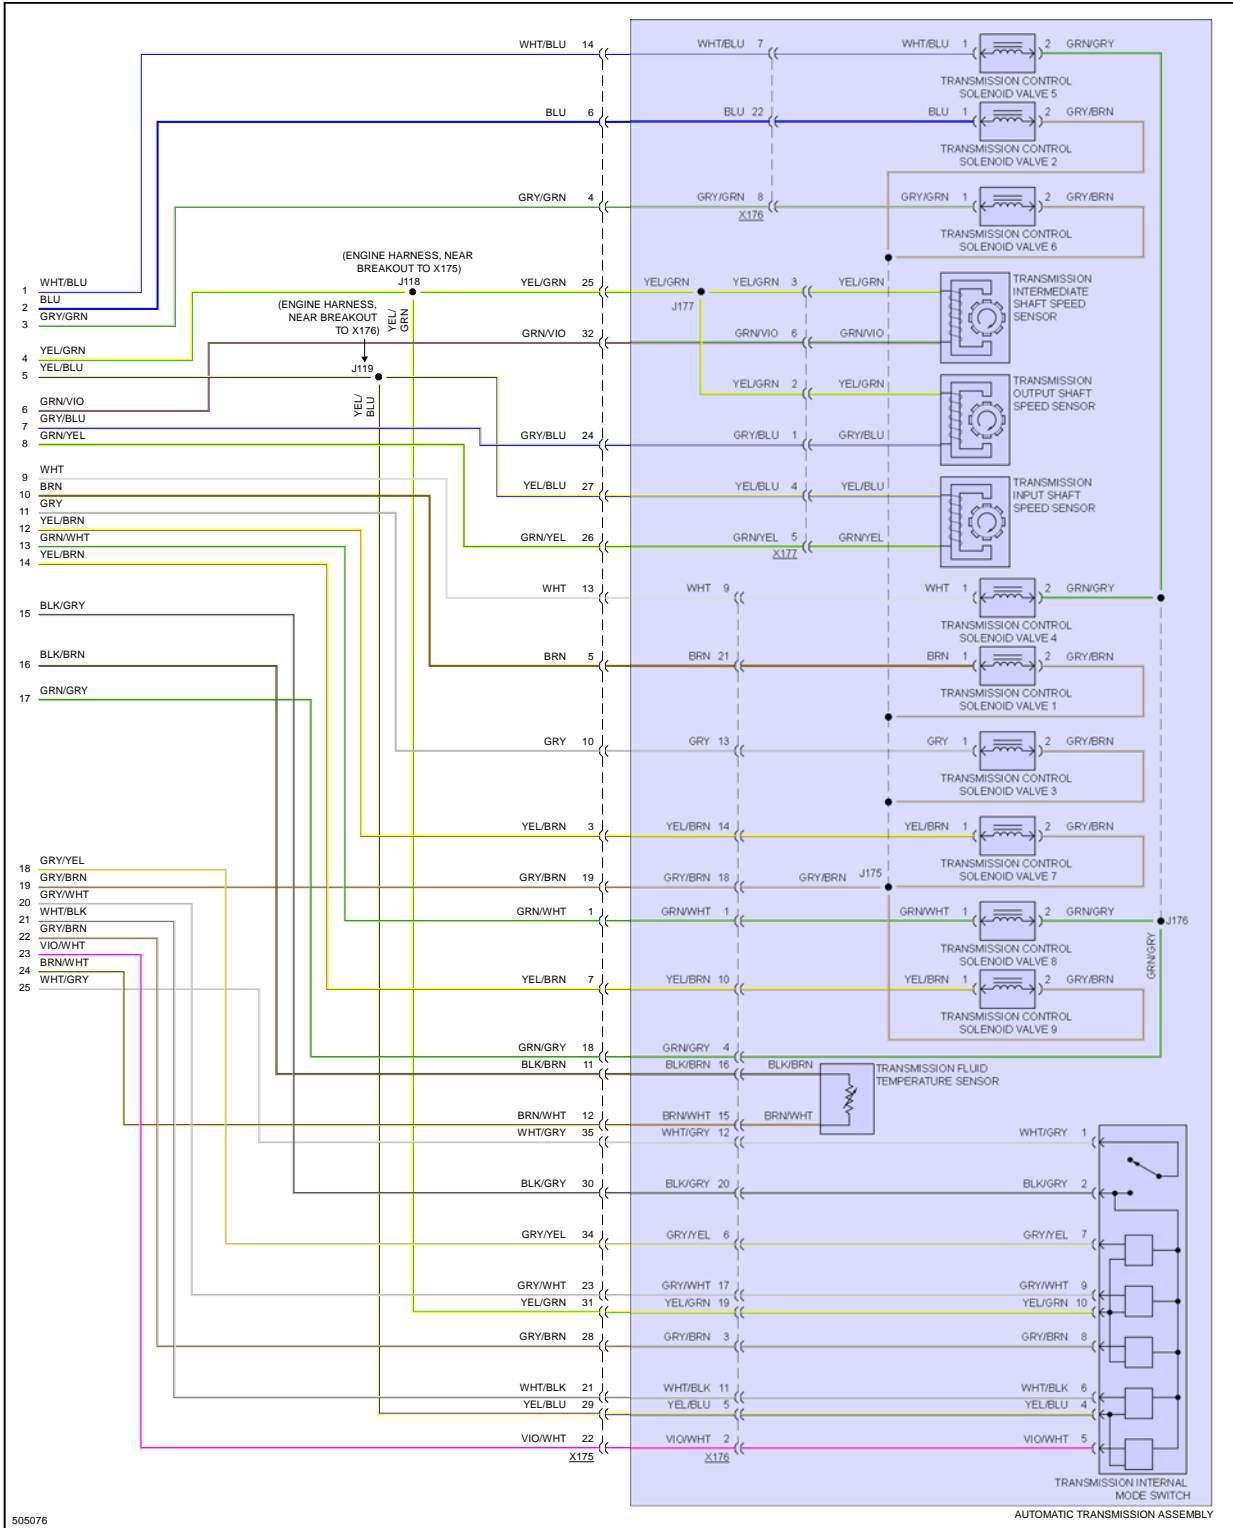 WHT/BLU 14 WHT/BLU 7 WHT/BLU 1 2 GRN/GRY
TRANSMISSION CONTROL
SOLENOID VALVE 5
BLU 6 BLU 22 BLU 1 2 GRY/BRN
TRANSMISSION CONTROL
SOLENOID VALVE 2
GRY/GRN 4 GRY/GRN 8 GRY/GRN 1 2 GRY/BRN
X176
TRANSMISSION CONTROL
SOLENOID VALVE 6
(ENGINE HARNESS, NEAR
BREAKOUT TO X175)
J118
1 WHT/BLU
2 BLU
3 GRY/GRN
4 YEL/GRN
5 YEL/BLU
6 GRN/VIO
7 GRY/BLU
8 GRN/YEL
9 WHT
10 BRN
11 GRY
12 YEL/BRN
13 GRN/WHT
14 YEL/BRN
15 BLK/GRY
16 BLK/BRN
17 GRN/GRY
18 GRY/YEL
19 GRY/BRN
20 GRY/WHT
21 WHT/BLK
22 GRY/BRN
23 VIO/WHT
24 BRN/WHT
25 WHT/GRY
(ENGINE HARNESS,
NEAR BREAKOUT
TO X176)
J119
YEL/
GRN
YEL/
BLU
YEL/GRN 25 YEL/GRN YEL/GRN 3 YEL/GRN
J177
TRANSMISSION
INTERMEDIATE
SHAFT SPEED
SENSOR
GRN/VIO 32 GRN/VIO 6 GRN/VIO
YEL/GRN 2 YEL/GRN
TRANSMISSION
OUTPUT SHAFT
SPEED SENSOR
GRY/BLU 24 GRY/BLU 1 GRY/BLU
YEL/BLU 27 YEL/BLU 4 YEL/BLU
TRANSMISSION
INPUT SHAFT
SPEED SENSOR
GRN/YEL 26 GRN/YEL 5 GRN/YEL
X177
WHT 13 WHT 9 WHT 1 2 GRN/GRY
TRANSMISSION CONTROL
SOLENOID VALVE 4
BRN 5 BRN 21 BRN 1 2 GRY/BRN
TRANSMISSION CONTROL
SOLENOID VALVE 1
GRY 10 GRY 13 GRY 1 2 GRY/BRN
TRANSMISSION CONTROL
SOLENOID VALVE 3
YEL/BRN 3 YEL/BRN 14 YEL/BRN 1 2 GRY/BRN
TRANSMISSION CONTROL
SOLENOID VALVE 7
GRY/BRN 19 GRY/BRN 18 GRY/BRN J175
GRN/WHT 1 GRN/WHT 1 GRN/WHT 1 2 GRN/GRY
J176
GRN/GRY
TRANSMISSION CONTROL
SOLENOID VALVE 8
YEL/BRN 7 YEL/BRN 10 YEL/BRN 1 2 GRY/BRN
TRANSMISSION CONTROL
SOLENOID VALVE 9
GRN/GRY 18 GRN/GRY 4
BLK/BRN 11 BLK/BRN 16 BLK/BRN
TRANSMISSION FLUID
TEMPERATURE SENSOR
BRN/WHT 12 BRN/WHT 15 BRN/WHT
WHT/GRY 35 WHT/GRY 12 WHT/GRY 1
BLK/GRY 30 BLK/GRY 20 BLK/GRY 2
GRY/YEL 34 GRY/YEL 6 GRY/YEL 7
GRY/WHT 23 GRY/WHT 17 GRY/WHT 9
YEL/GRN 31 YEL/GRN 19 YEL/GRN 10
GRY/BRN 28 GRY/BRN 3 GRY/BRN 8
WHT/BLK 21 WHT/BLK 11 WHT/BLK 6
YEL/BLU 29 YEL/BLU 5 YEL/BLU 4
VIO/WHT 22 VIO/WHT 2 VIO/WHT 5
X175 X176
TRANSMISSION INTERNAL
MODE SWITCH
AUTOMATIC TRANSMISSION ASSEMBLY
505076